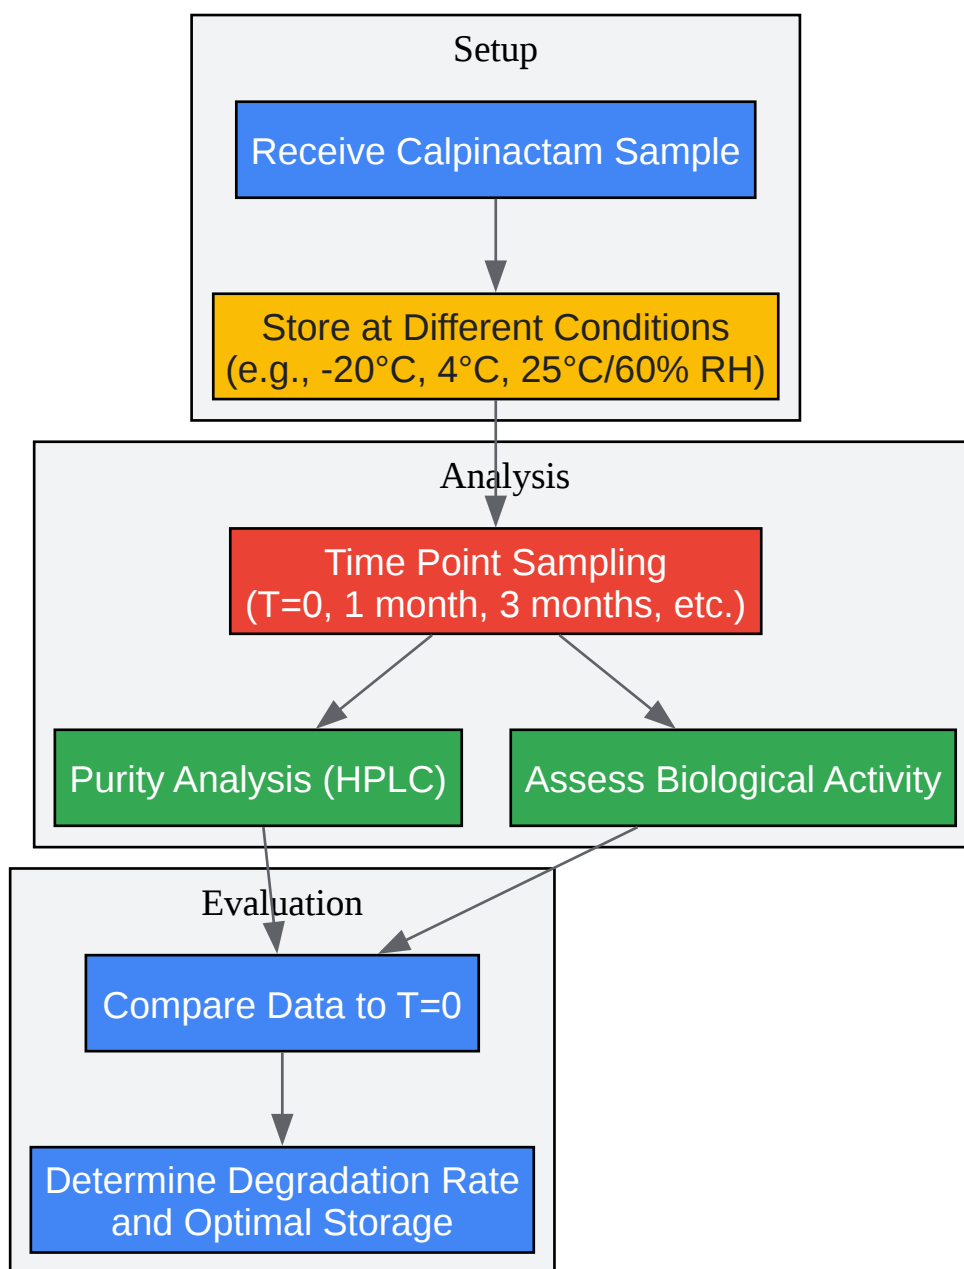 Setup
Receive Calpinactam Sample
Store at Different Conditions
(e.g., -20°C, 4°C, 25°C/60% RH)
Analysis
Time Point Sampling
(T=0, 1 month, 3 months, etc.)
Purity Analysis (HPLC)
Assess Biological Activity
Evaluation
Compare Data to T=0
Determine Degradation Rate
and Optimal Storage